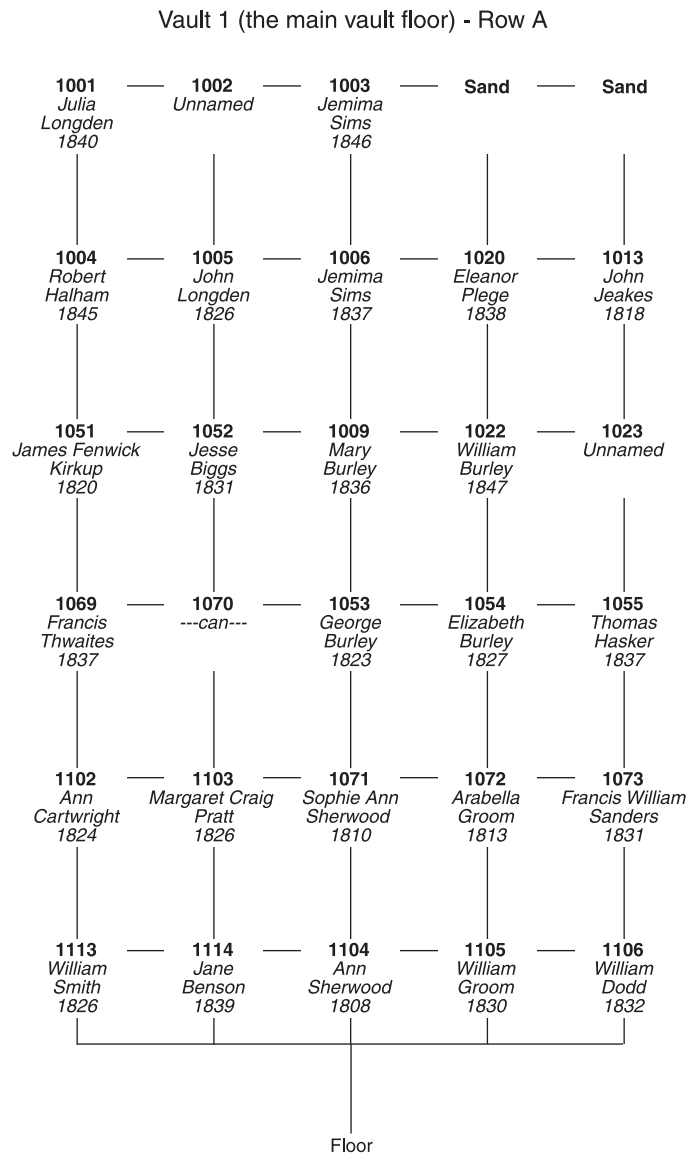 Vault 1 (the main vault floor) - Row A
1001 1002 1003 Sand Sand
Julia Unnamed Jemima
Longden Sims
1840 1846
1004 1005 1006 1020 1013
Robert John Jemima Eleanor John
Halham Longden Sims Plege Jeakes
1845 1826 1837 1838 1818
1051 1052 1009 1022 1023
James Fenwick Jesse Mary William Unnamed
Kirkup Biggs Burley Burley
1820 1831 1836 1847
1069 1070 1053 1054 1055
Francis ---can--- George Elizabeth Thomas
Thwaites Burley Burley Hasker
1837 1823 1827 1837
1102 1103 1071 1072 1073
Ann Margaret Craig Sophie Ann Arabella Francis William
Cartwright Pratt Sherwood Groom Sanders
1824 1826 1810 1813 1831
1113 1114 1104 1105 1106
William Jane Ann William William
Smith Benson Sherwood Groom Dodd
1826 1839 1808 1830 1832
Floor